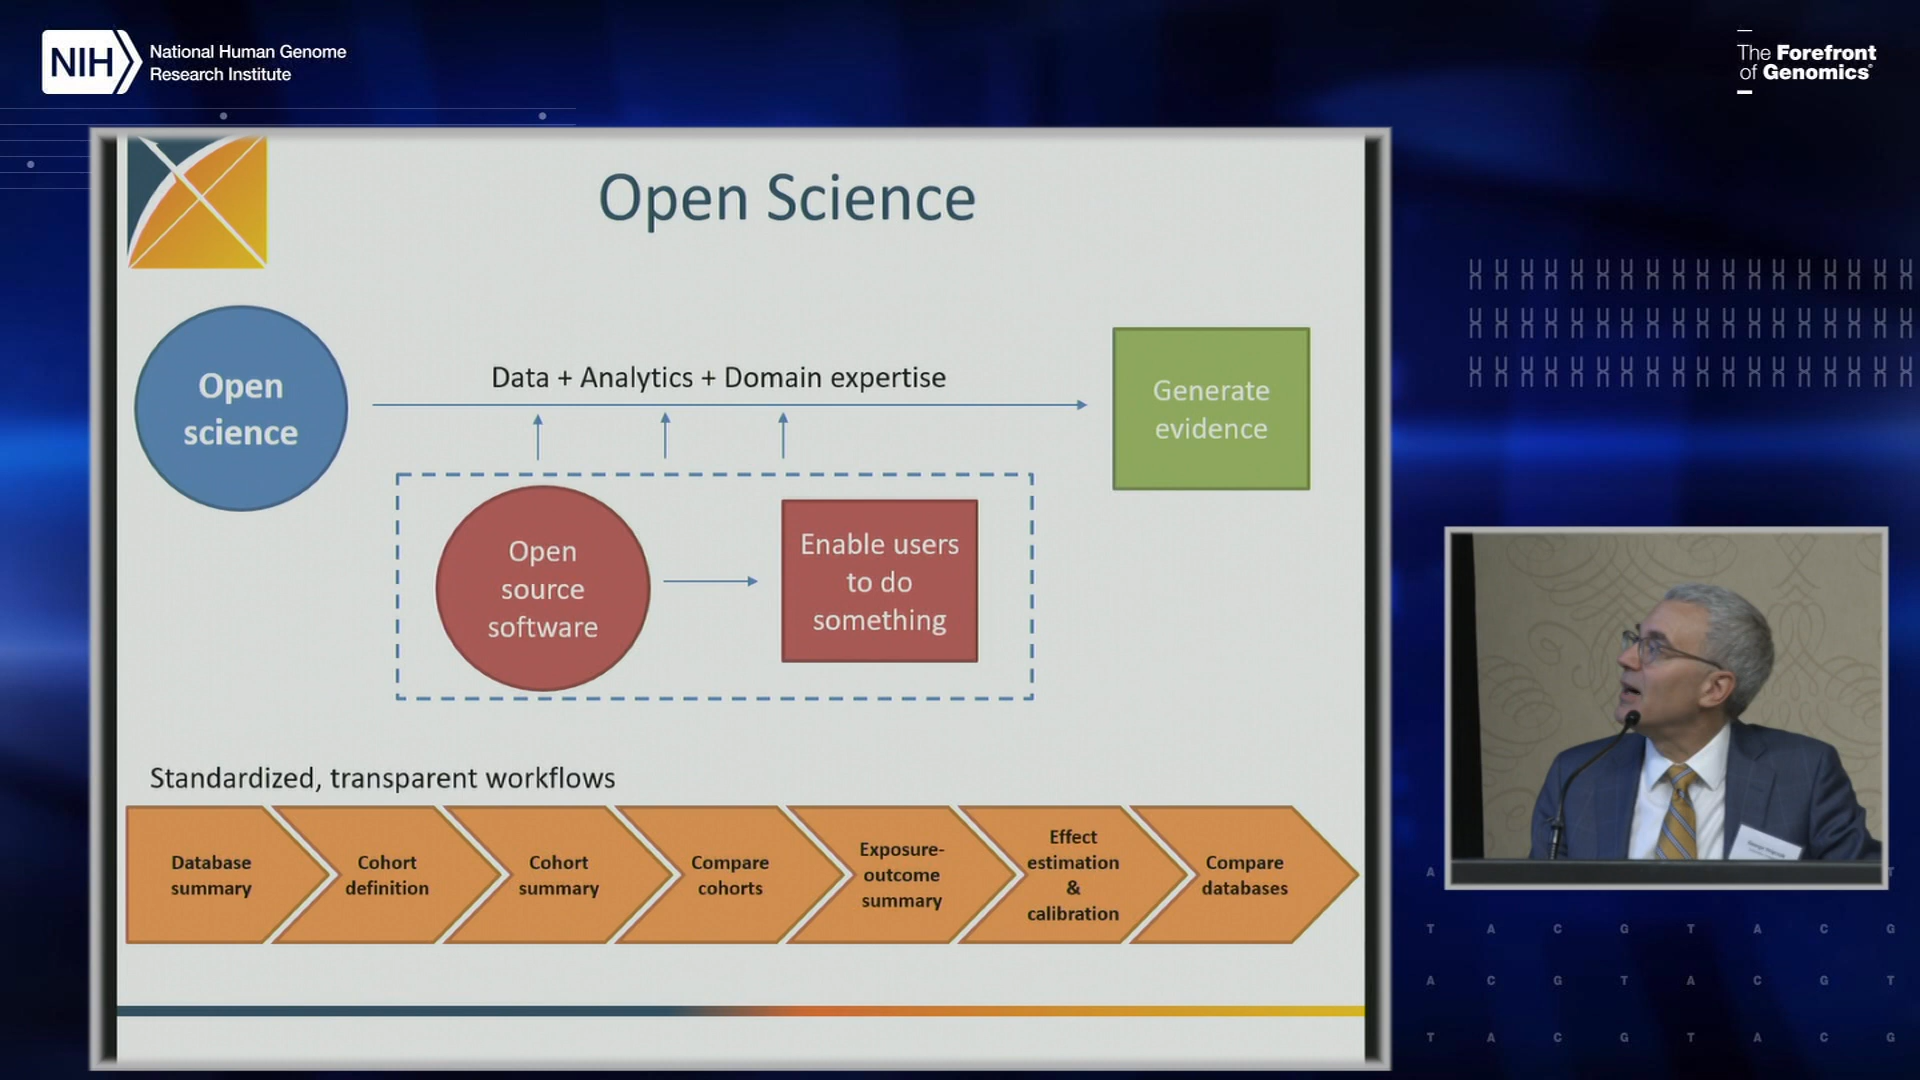 NIH
National Human Genome
Research Institute
The Forefront
of Genomics®
Open Science
Open
science
Data + Analytics + Domain expertise
Generate
evidence
Open
source
software
Enable users
to do
something
Standardized, transparent workflows
Database
summary
Cohort
definition
Cohort
summary
Compare
cohorts
Exposure-
outcome
summary
Effect
estimation
&
calibration
Compare
databases
A T
T A C G T A C G
A C G T A C G T
T A C G T A C G